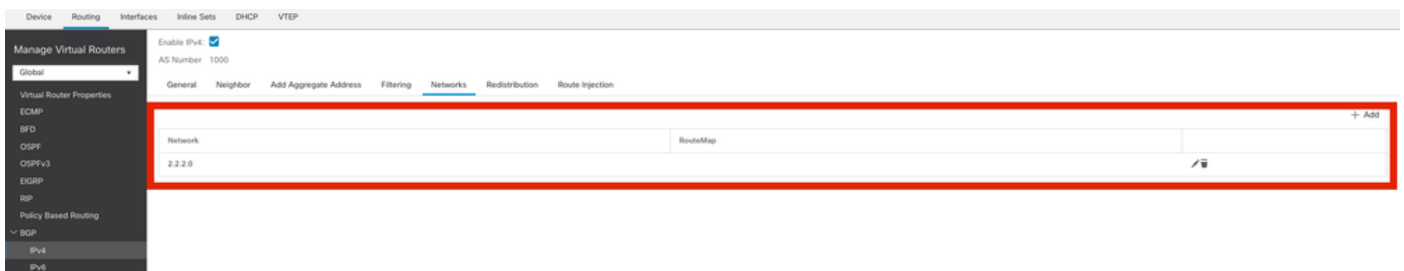 Device Routing Interfaces Inline Sets DHCP VTEP
Manage Virtual Routers
Global
Virtual Router Properties
ECMP
BFD
OSPF
OSPFv3
EIGRP
RIP
Policy Based Routing
BGP
IPv4
IPv6
Enable IPv4:
AS Number 1000
General Neighbor Add Aggregate Address Filtering Networks Redistribution Route Injection
+ Add
Network RouteMap
2.2.2.0